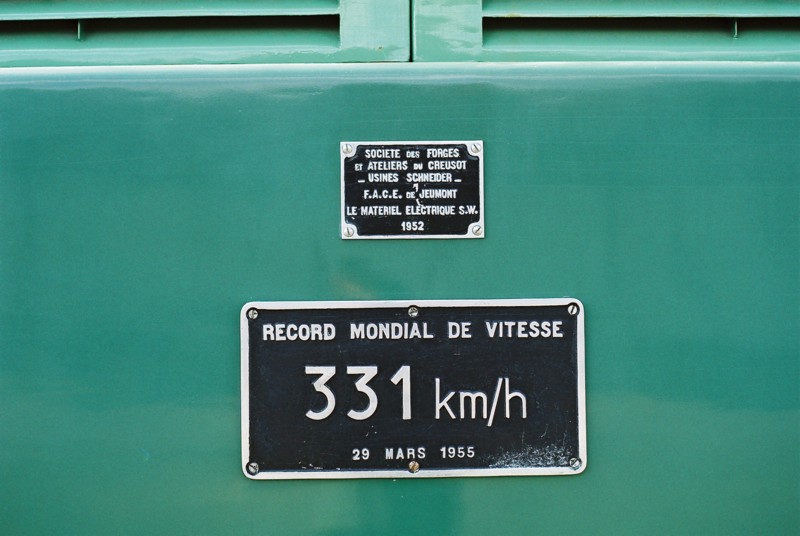 SOCIETE DES FORGES
ET ATELIERS DU CREUSOT
_ USINES SCHNEIDER _
F.A.C.E. DE JEUMONT
LE MATERIEL ELECTRIQUE S.W.
1952
RECORD MONDIAL DE VITESSE
331 km/h
29 MARS 1955